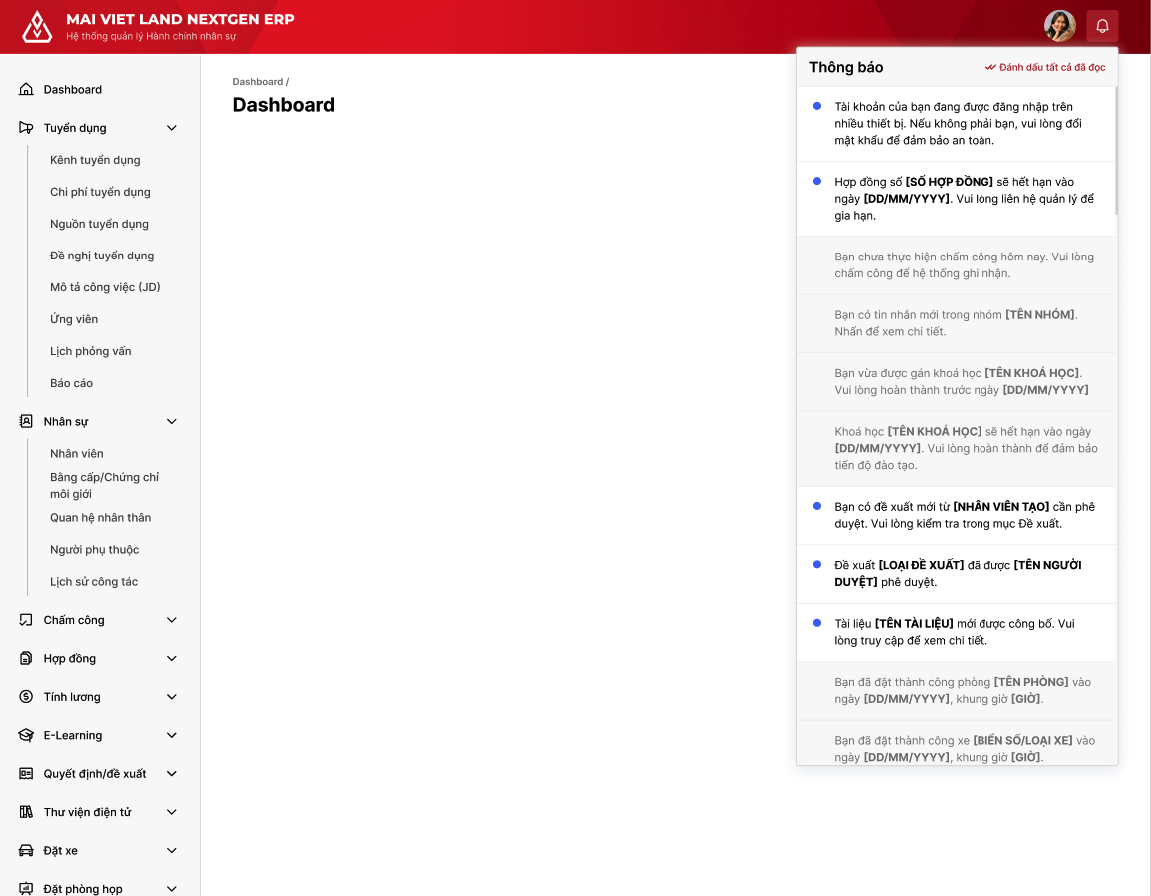 MAI VIET LAND NEXTGEN ERP
Hệ thống quản lý Hành chính nhân sự
Dashboard
Tuyển dụng
Kênh tuyển dụng
Chi phí tuyển dụng
Nguồn tuyển dụng
Đề nghị tuyển dụng
Mô tả công việc (JD)
Ứng viên
Lịch phỏng vấn
Báo cáo
Nhân sự
Nhân viên
Bằng cấp/Chứng chỉ
môi giới
Quan hệ nhân thân
Người phụ thuộc
Lịch sử công tác
Chấm công
Hợp đồng
Tính lương
E-Learning
Quyết định/đề xuất
Thư viện điện tử
Đặt xe
Đặt phòng họp
Dashboard /
Dashboard
Thông báo
Đánh dấu tất cả đã đọc
Tài khoản của bạn đang được đăng nhập trên
nhiều thiết bị. Nếu không phải bạn, vui lòng đổi
mật khẩu để đảm bảo an toàn.
Hợp đồng số [SỐ HỢP ĐỒNG] sẽ hết hạn vào
ngày [DD/MM/YYYY]. Vui lòng liên hệ quản lý để
gia hạn.
Bạn chưa thực hiện chấm công hôm nay. Vui lòng
chấm công để hệ thống ghi nhận.
Bạn có tin nhắn mới trong nhóm [TÊN NHÓM].
Nhấn để xem chi tiết.
Bạn vừa được gán khoá học [TÊN KHOÁ HỌC].
Vui lòng hoàn thành trước ngày [DD/MM/YYYY]
Khoá học [TÊN KHOÁ HỌC] sẽ hết hạn vào ngày
[DD/MM/YYYY]. Vui lòng hoàn thành để đảm bảo
tiến độ đào tạo.
Bạn có đề xuất mới từ [NHÂN VIÊN TẠO] cần phê
duyệt. Vui lòng kiểm tra trong mục Đề xuất.
Đề xuất [LOẠI ĐỀ XUẤT] đã được [TÊN NGƯỜI
DUYỆT] phê duyệt.
Tài liệu [TÊN TÀI LIỆU] mới được công bố. Vui
lòng truy cập để xem chi tiết.
Bạn đã đặt thành công phòng [TÊN PHÒNG] vào
ngày [DD/MM/YYYY], khung giờ [GIỜ].
Bạn đã đặt thành công xe [BIỂN SỐ/LOẠI XE] vào
ngày [DD/MM/YYYY], khung giờ [GIỜ].